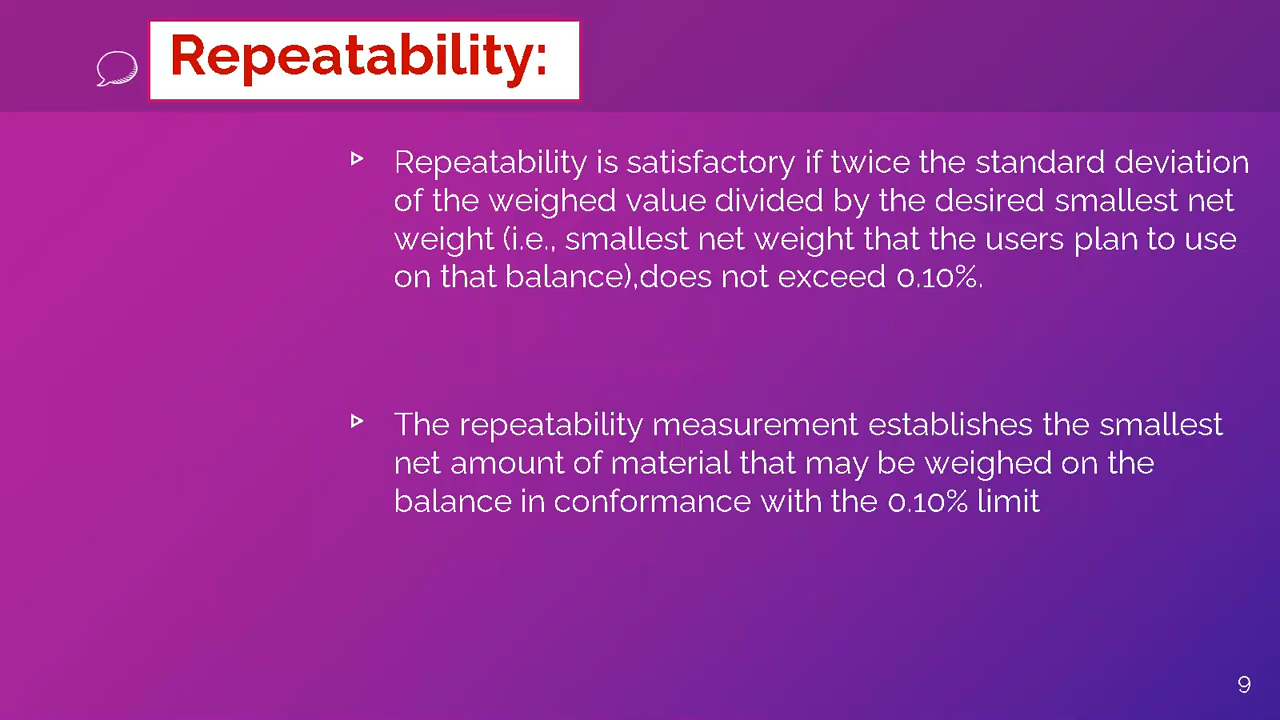 Repeatability:
Repeatability is satisfactory if twice the standard deviation
of the weighed value divided by the desired smallest net
weight (i.e., smallest net weight that the users plan to use
on that balance),does not exceed 0.10%.
The repeatability measurement establishes the smallest
net amount of material that may be weighed on the
balance in conformance with the 0.10% limit
9